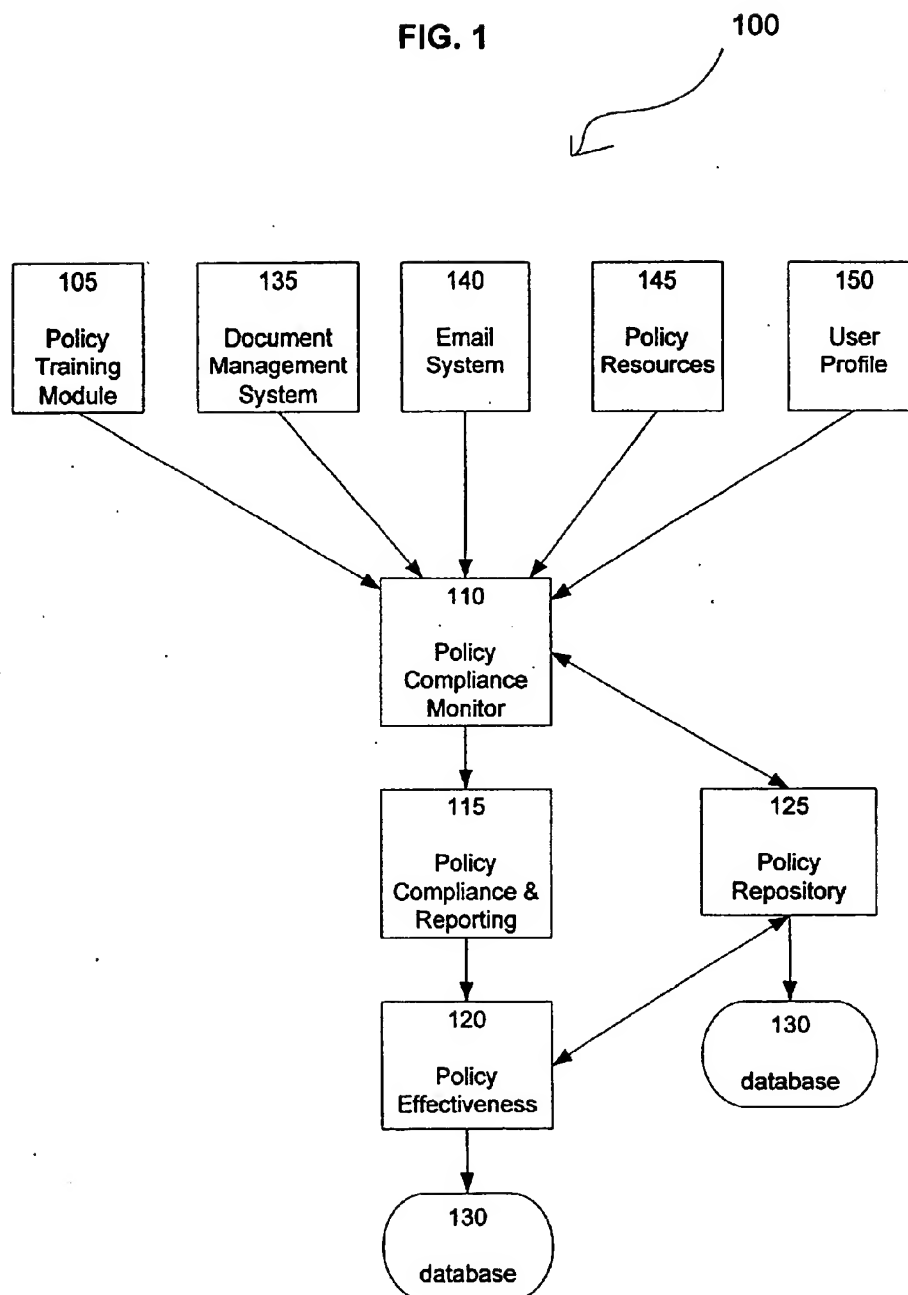 FIG. 1
100
105
Policy
Training
Module
135
Document
Management
System
140
Email
System
145
Policy
Resources
150
User
Profile
110
Policy
Compliance
Monitor
115
Policy
Compliance &
Reporting
125
Policy
Repository
120
Policy
Effectiveness
130
database
130
database